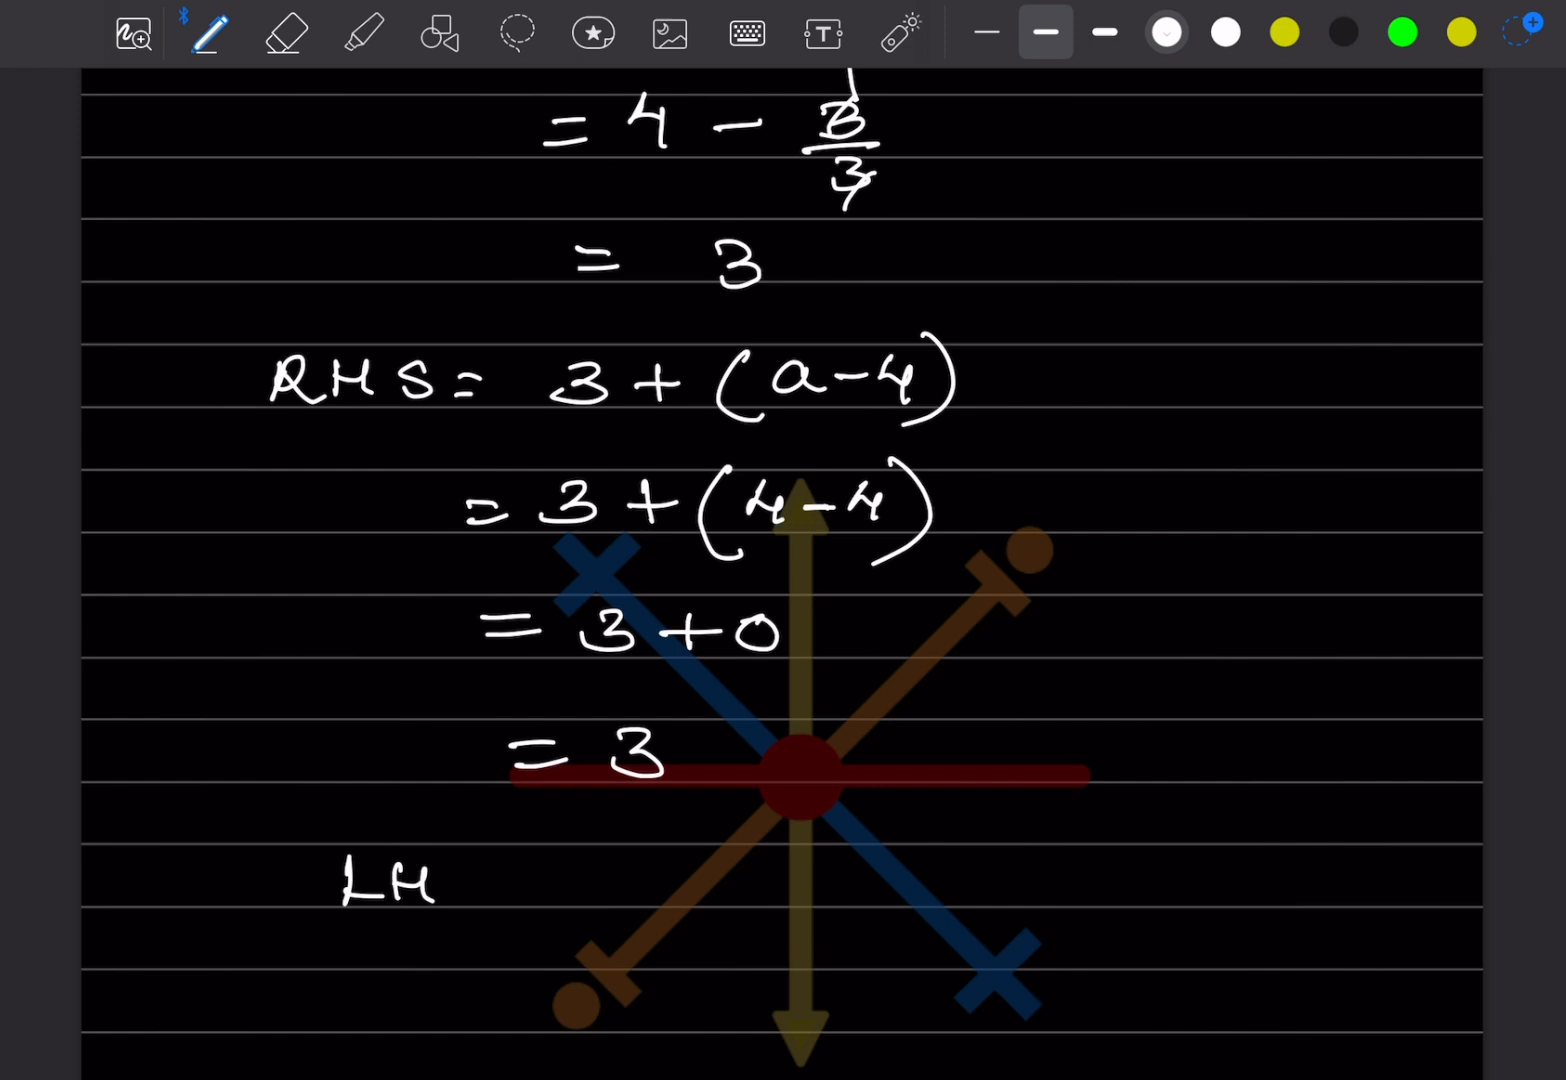 = 4 - 3/3
= 3
RHS = 3 + (a-4)
= 3 + (4-4)
= 3 + 0
= 3
LH